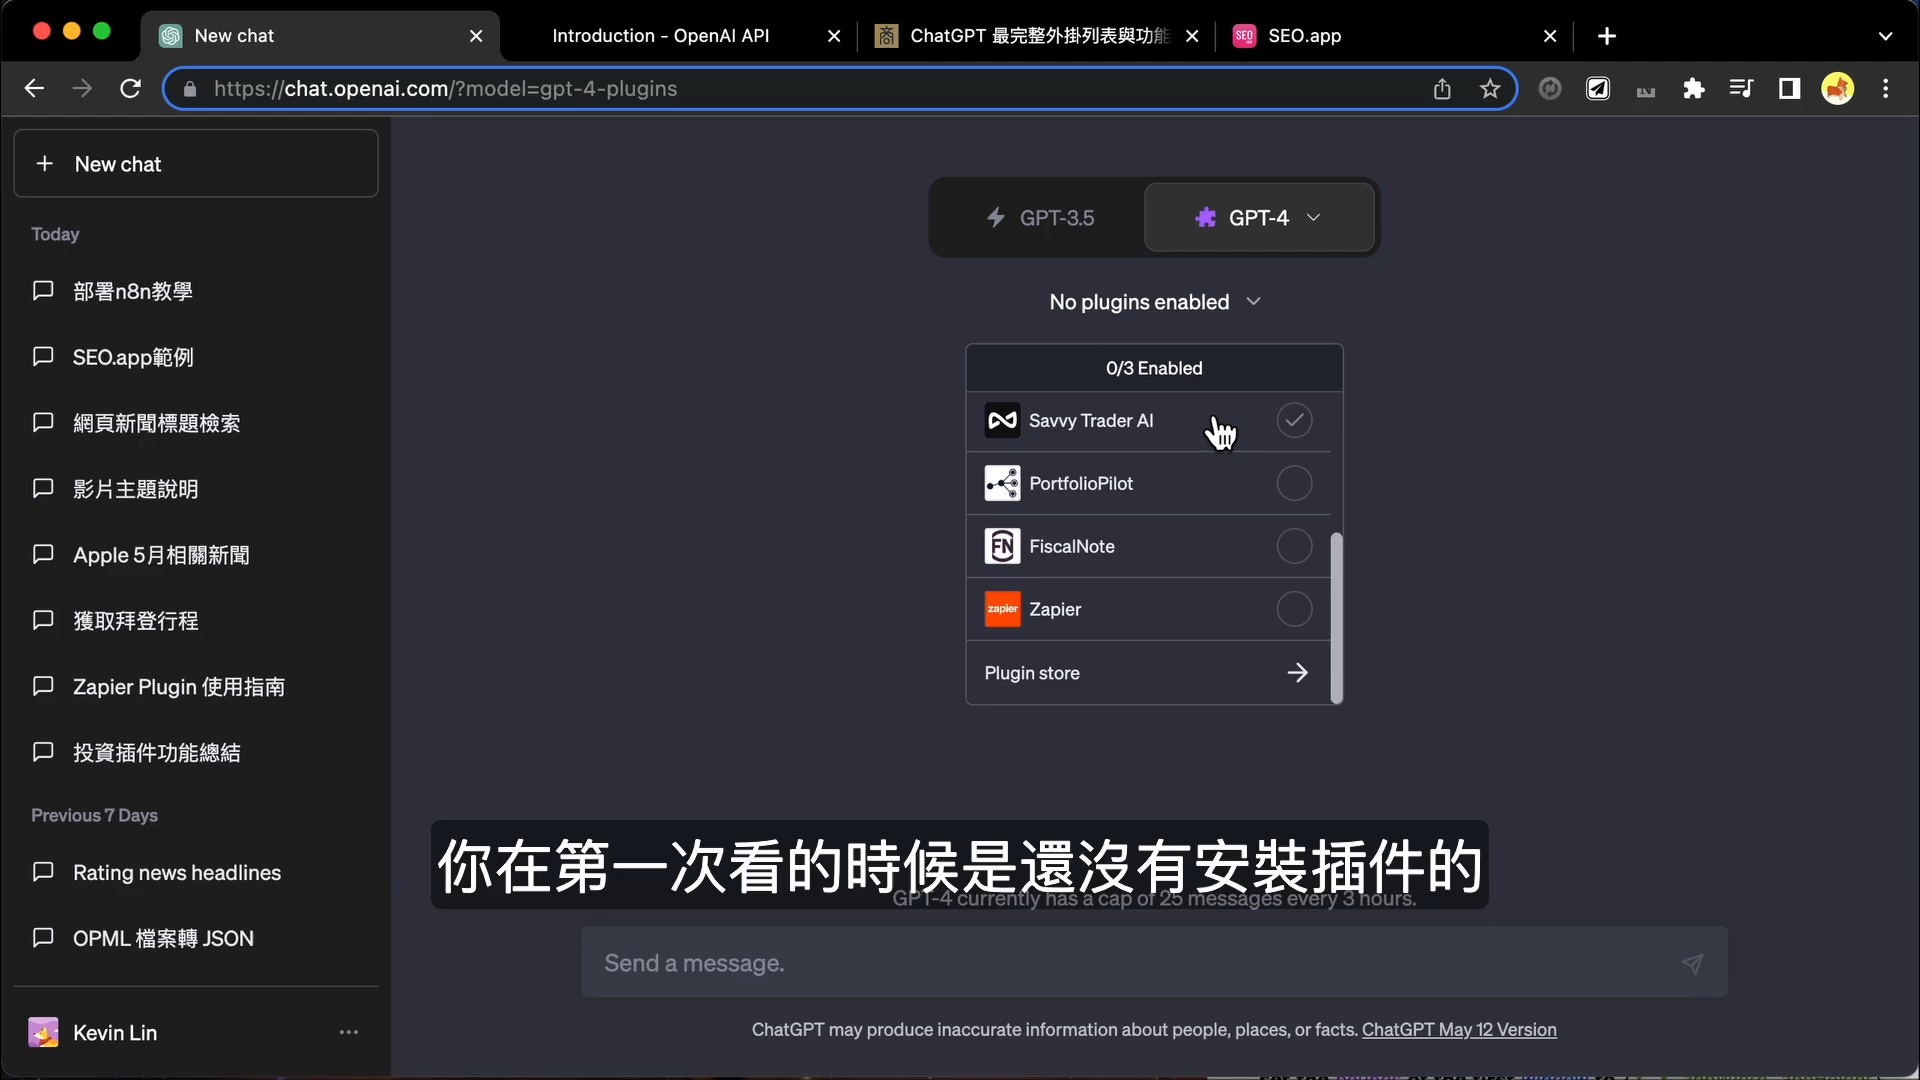 New chat
Introduction - OpenAI API
ChatGPT 最完整外掛列表與功能
SEO.app
https://chat.openai.com/?model=gpt-4-plugins
New chat
Today
部署n8n教學
SEO.app範例
網頁新聞標題檢索
影片主題說明
Apple 5月相關新聞
獲取拜登行程
Zapier Plugin 使用指南
投資插件功能總結
Previous 7 Days
Rating news headlines
OPML 檔案轉 JSON
Kevin Lin
GPT-3.5
GPT-4
No plugins enabled
0/3 Enabled
Savvy Trader AI
PortfolioPilot
FN
FiscalNote
zapier
Zapier
Plugin store
你在第一次看的時候是還沒有安裝插件的
GPT-4 currently has a cap of 25 messages every 3 hours.
Send a message.
ChatGPT may produce inaccurate information about people, places, or facts. ChatGPT May 12 Version